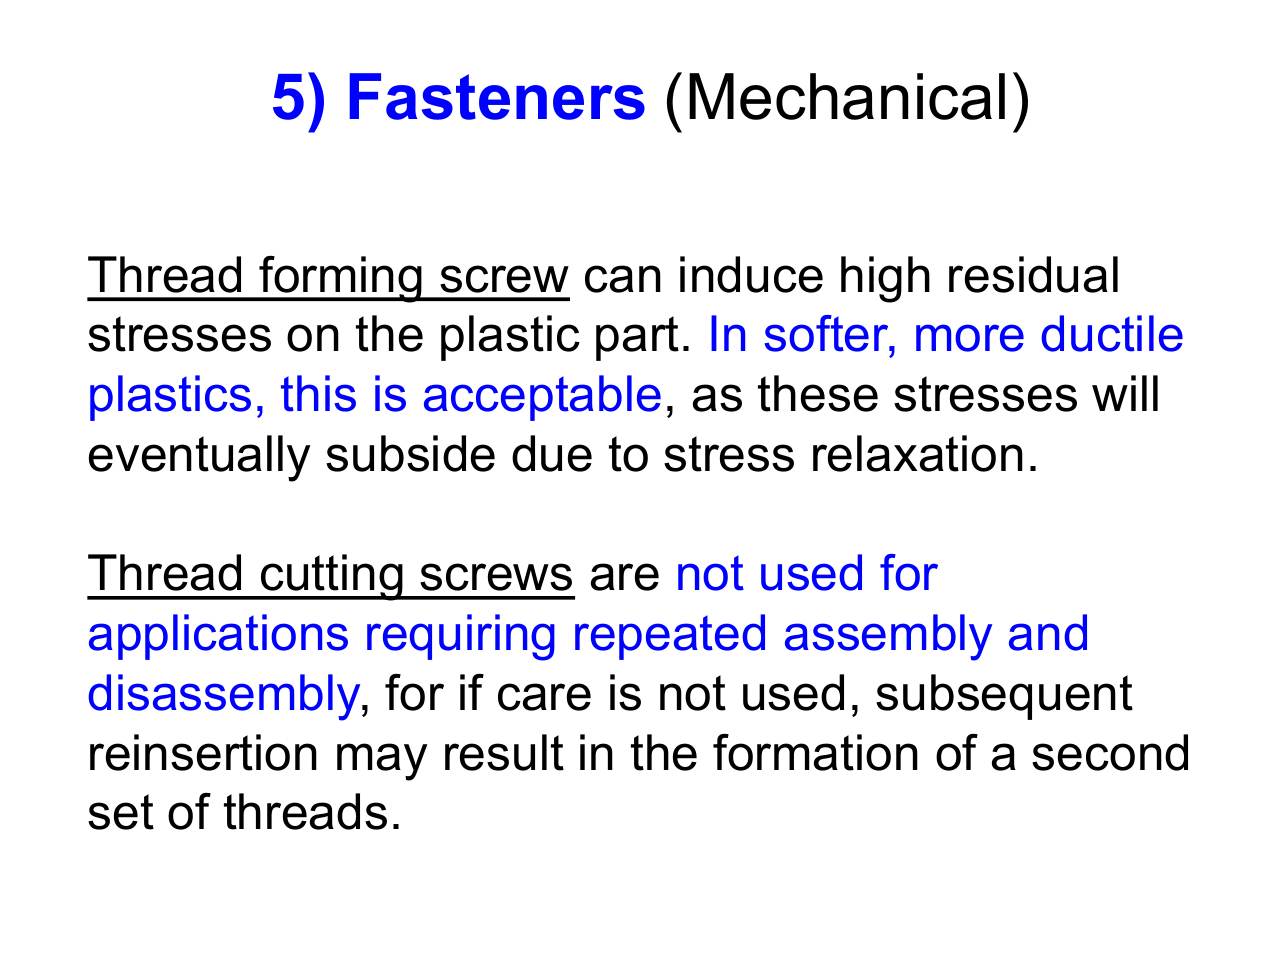 5) Fasteners (Mechanical)
Thread forming screw can induce high residual
stresses on the plastic part. In softer, more ductile
plastics, this is acceptable, as these stresses will
eventually subside due to stress relaxation.
Thread cutting screws are not used for
applications requiring repeated assembly and
disassembly, for if care is not used, subsequent
reinsertion may result in the formation of a second
set of threads.